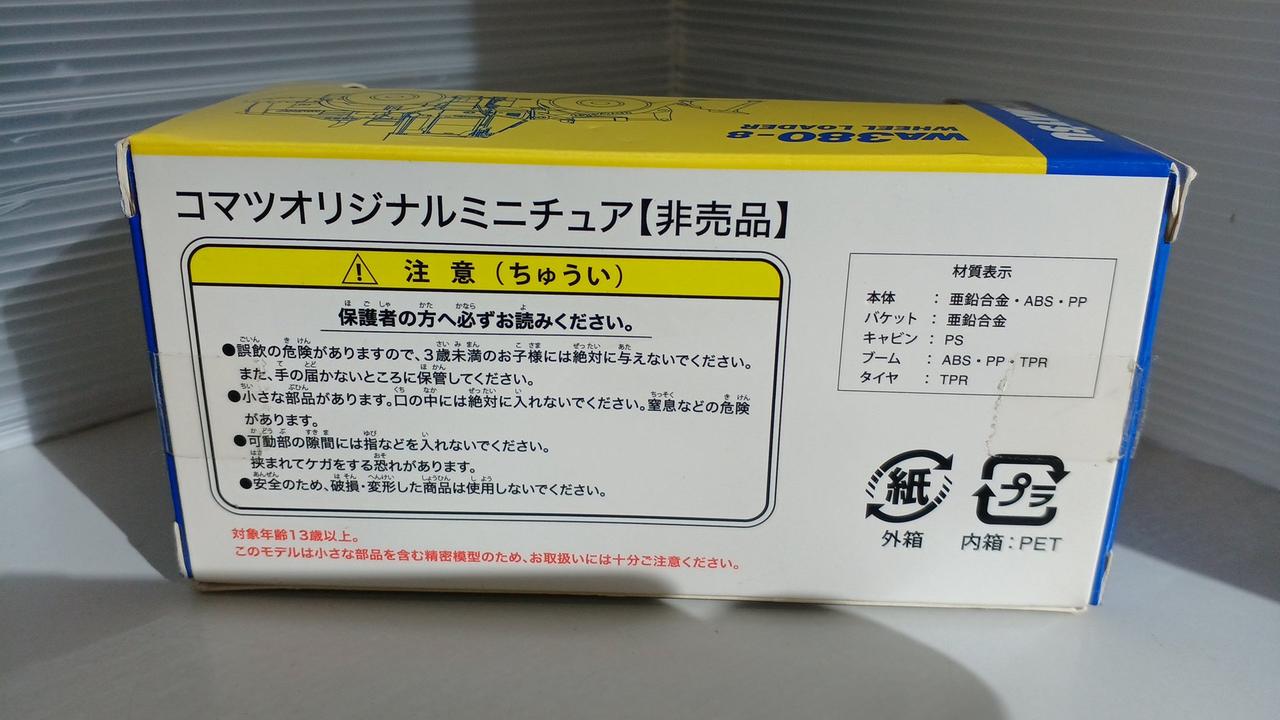 WA380-8
WHEEL LOADER
コマツオリジナルミニチュア【非売品】
注 意（ちゅうい）
保護者の方へ必ずお読みください。
●誤飲の危険がありますので、3歳未満のお子様には絶対に与えないでください。
また、手の届かないところに保管してください。
●小さな部品があります。口の中には絶対に入れないでください。窒息などの危険
があります。
●可動部の隙間には指などを入れないでください。
挟まれてケガをする恐れがあります。
●安全のため、破損・変形した商品は使用しないでください。
対象年齢13歳以上。
このモデルは小さな部品を含む精密模型のため、お取扱いには十分ご注意ください。
材質表示
本体 ： 亜鉛合金・ABS・PP
バケット ： 亜鉛合金
キャビン ： PS
ブーム ： ABS・PP・TPR
タイヤ ： TPR
紙
外箱
プラ
内箱：PET